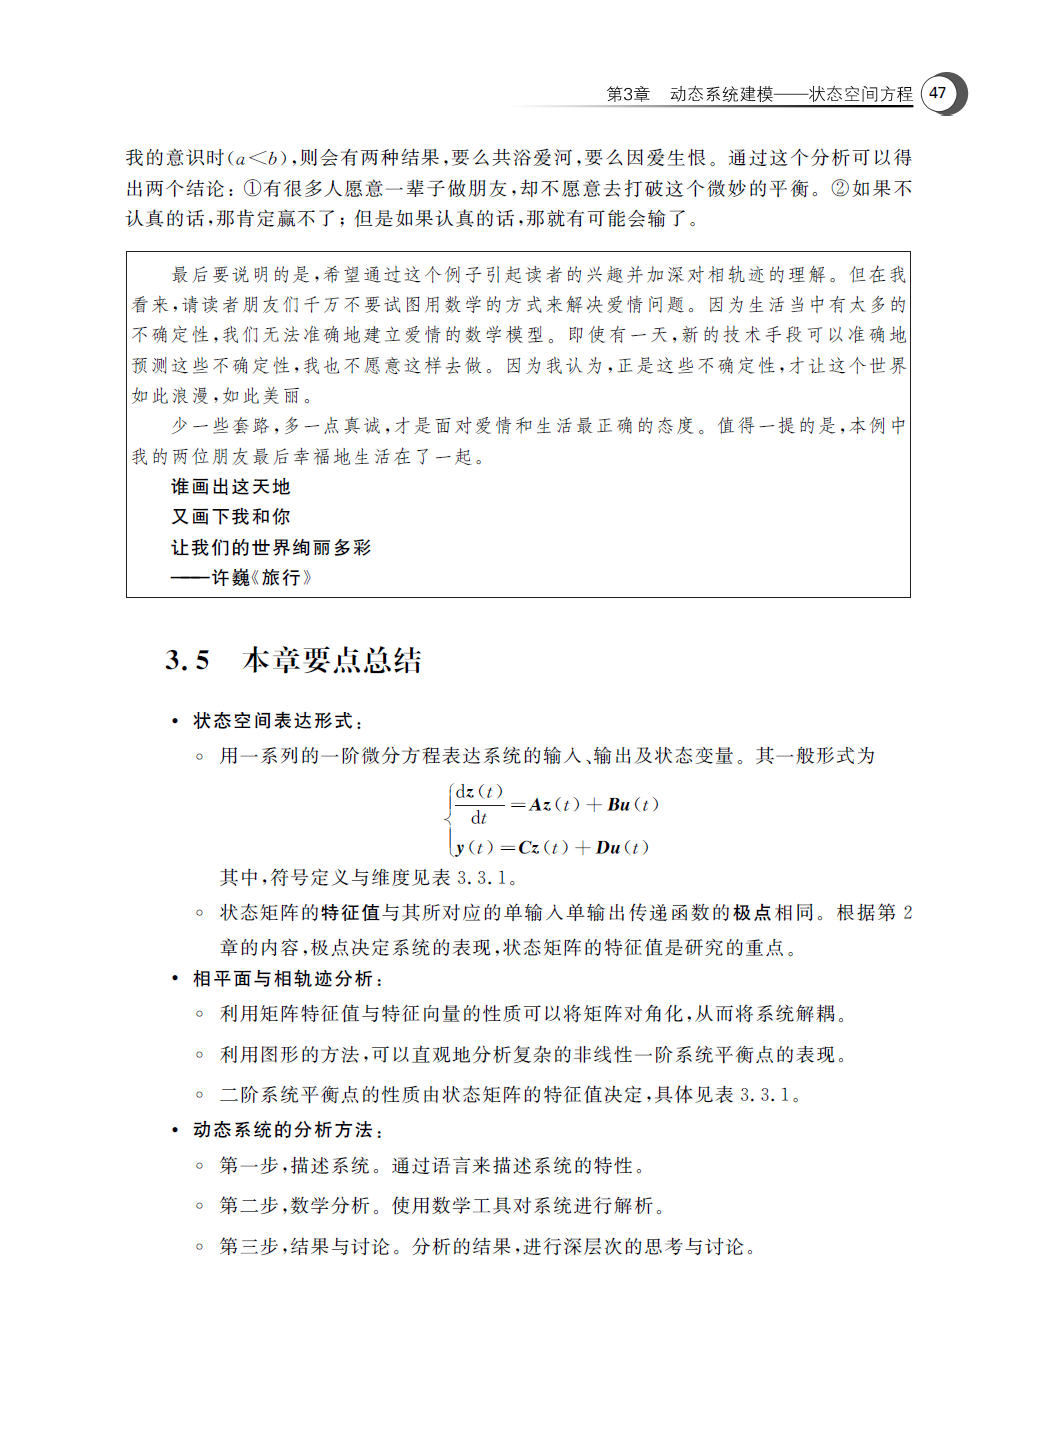 第3章 动态系统建模——状态空间方程 47
我的意识时(a<b),则会有两种结果,要么共浴爱河,要么因爱生恨。通过这个分析可以得
出两个结论：①有很多人愿意一辈子做朋友,却不愿意去打破这个微妙的平衡。②如果不
认真的话,那肯定赢不了；但是如果认真的话,那就有可能会输了。
最后要说明的是,希望通过这个例子引起读者的兴趣并加深对相轨迹的理解。但在我
看来,请读者朋友们千万不要试图用数学的方式来解决爱情问题。因为生活当中有太多的
不确定性,我们无法准确地建立爱情的数学模型。即使有一天,新的技术手段可以准确地
预测这些不确定性,我也不愿意这样去做。因为我认为,正是这些不确定性,才让这个世界
如此浪漫,如此美丽。
少一些套路,多一点真诚,才是面对爱情和生活最正确的态度。值得一提的是,本例中
我的两位朋友最后幸福地生活在了一起。
谁画出这天地
又画下我和你
让我们的世界绚丽多彩
——许巍《旅行》
3.5 本章要点总结
• 状态空间表达形式：
○ 用一系列的一阶微分方程表达系统的输入、输出及状态变量。其一般形式为
dz(t)/dt=Az(t)+Bu(t)
y(t)=Cz(t)+Du(t)
其中,符号定义与维度见表 3.3.1。
○ 状态矩阵的特征值与其所对应的单输入单输出传递函数的极点相同。根据第 2
章的内容,极点决定系统的表现,状态矩阵的特征值是研究的重点。
• 相平面与相轨迹分析：
○ 利用矩阵特征值与特征向量的性质可以将矩阵对角化,从而将系统解耦。
○ 利用图形的方法,可以直观地分析复杂的非线性一阶系统平衡点的表现。
○ 二阶系统平衡点的性质由状态矩阵的特征值决定,具体见表 3.3.1。
• 动态系统的分析方法：
○ 第一步,描述系统。通过语言来描述系统的特性。
○ 第二步,数学分析。使用数学工具对系统进行解析。
○ 第三步,结果与讨论。分析的结果,进行深层次的思考与讨论。